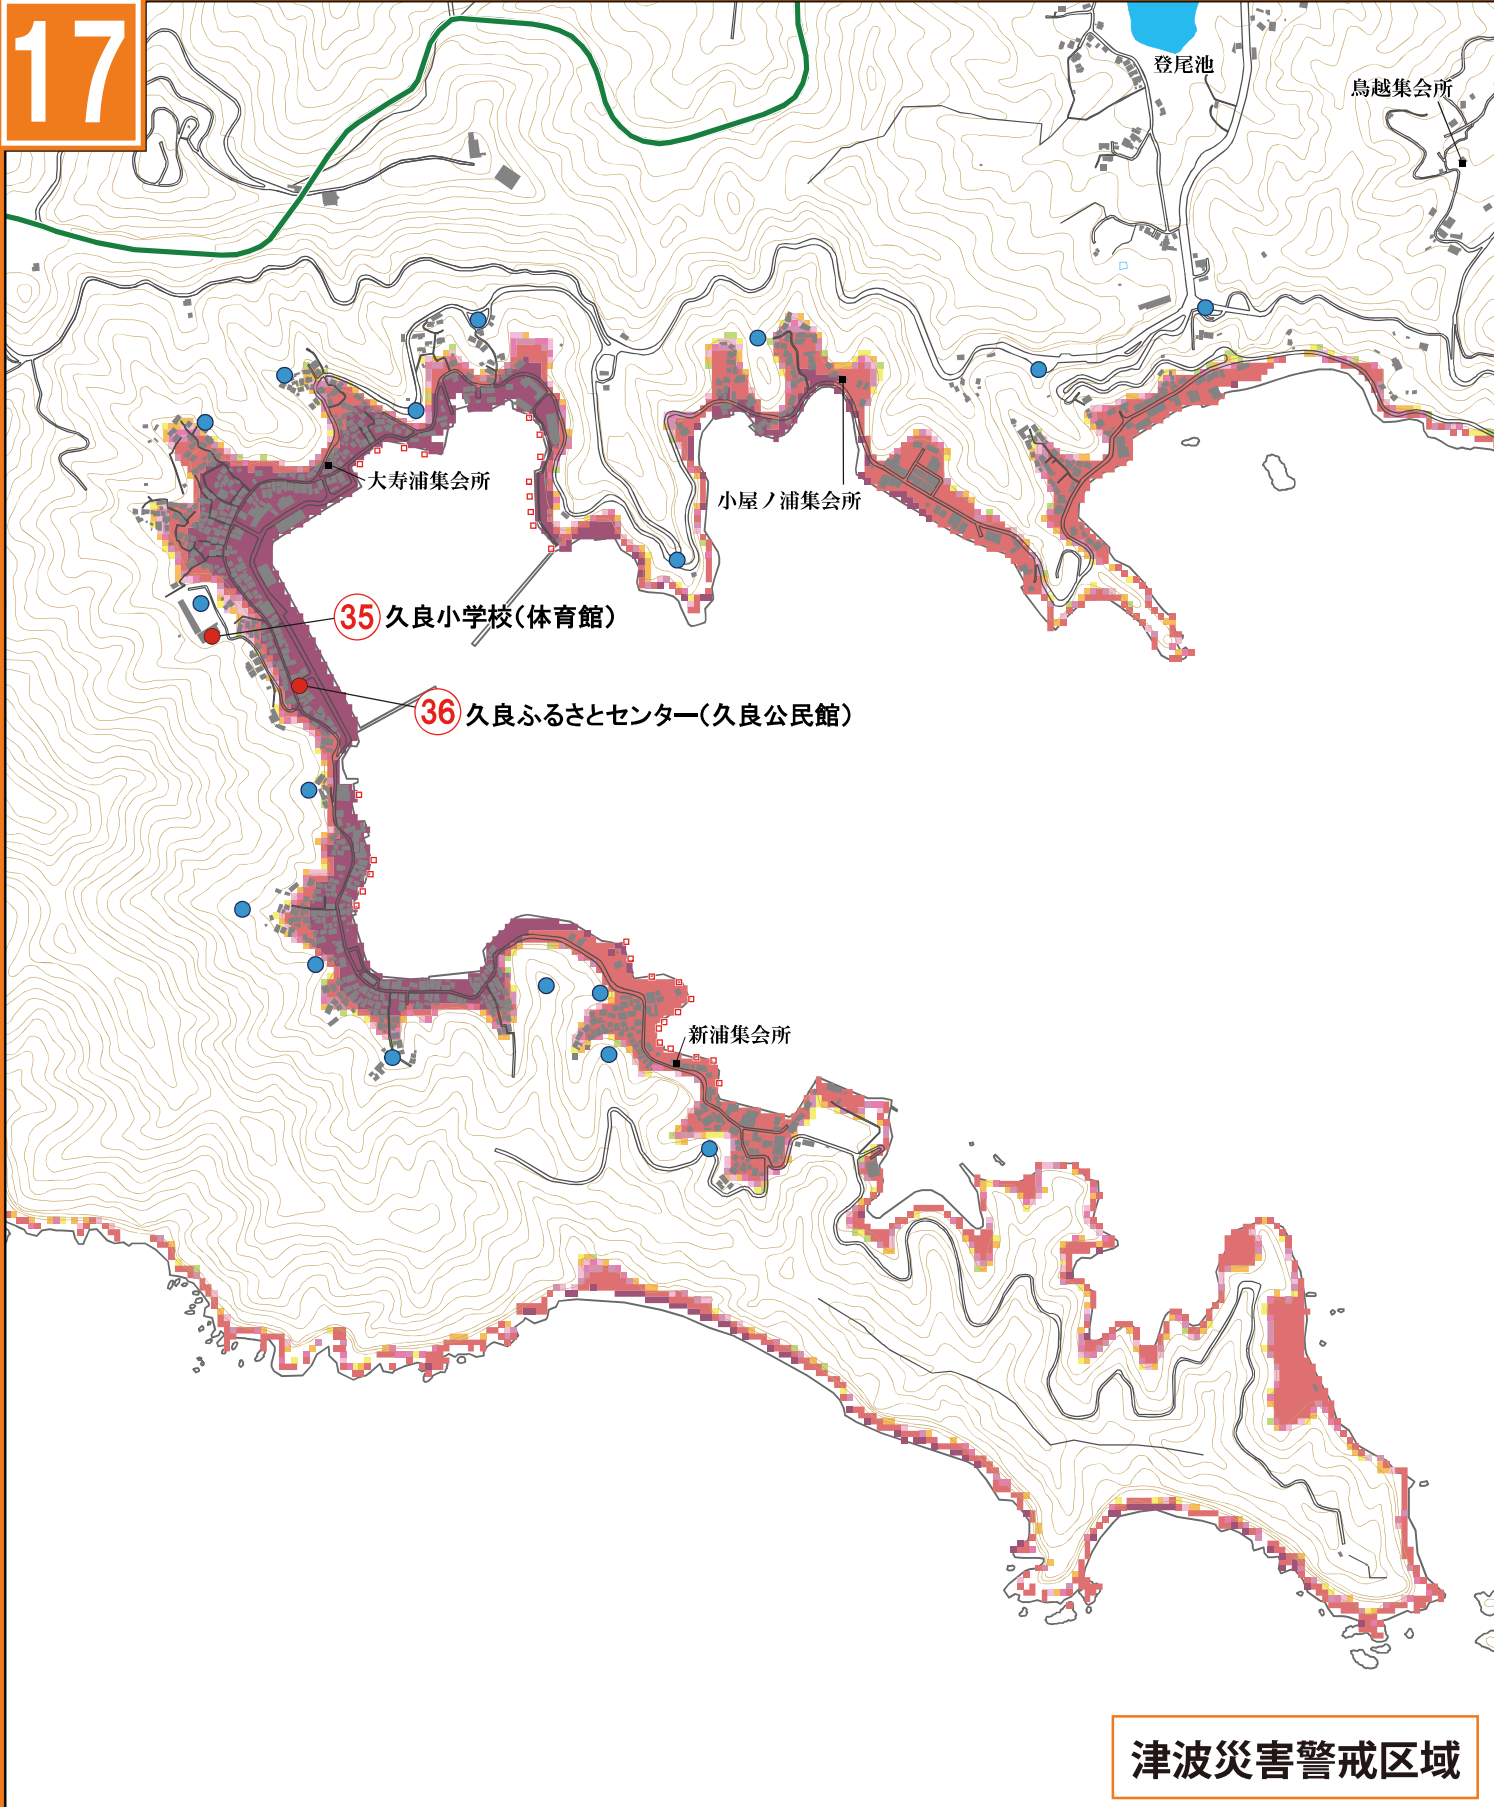 17
登尾池
鳥越集会所
大寿浦集会所
小屋ノ浦集会所
35 久良小学校(体育館)
36 久良ふるさとセンター(久良公民館)
新浦集会所
津波災害警戒区域